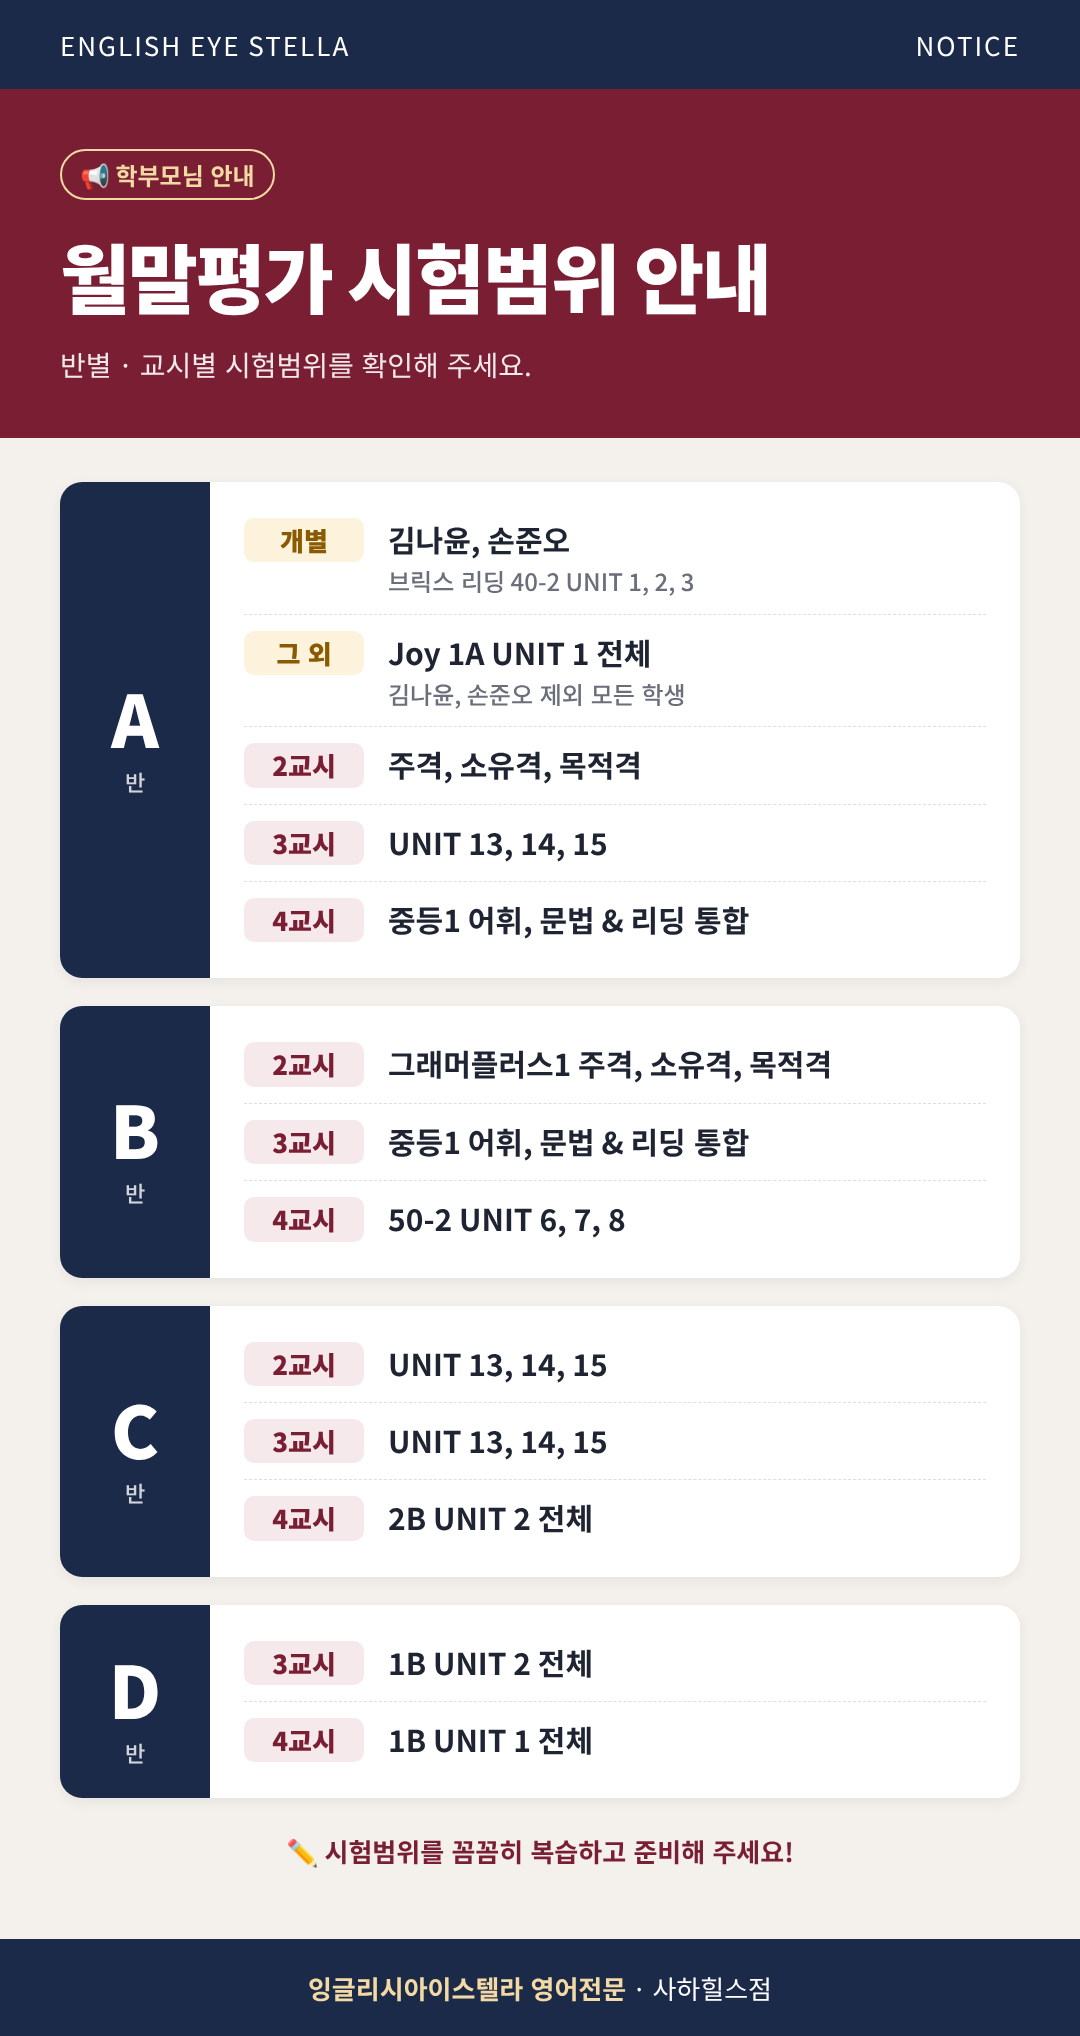 ENGLISH EYE STELLA
NOTICE
📢 학부모님 안내
월말평가 시험범위 안내
반별 · 교시별 시험범위를 확인해 주세요.
A
반
개별
김나윤, 손준오
브릭스 리딩 40-2 UNIT 1, 2, 3
그 외
Joy 1A UNIT 1 전체
김나윤, 손준오 제외 모든 학생
2교시
주격, 소유격, 목적격
3교시
UNIT 13, 14, 15
4교시
중등1 어휘, 문법 & 리딩 통합
B
반
2교시
그래머플러스1 주격, 소유격, 목적격
3교시
중등1 어휘, 문법 & 리딩 통합
4교시
50-2 UNIT 6, 7, 8
C
반
2교시
UNIT 13, 14, 15
3교시
UNIT 13, 14, 15
4교시
2B UNIT 2 전체
D
반
3교시
1B UNIT 2 전체
4교시
1B UNIT 1 전체
✏️ 시험범위를 꼼꼼히 복습하고 준비해 주세요!
잉글리시아이스텔라 영어전문 · 사하힐스점